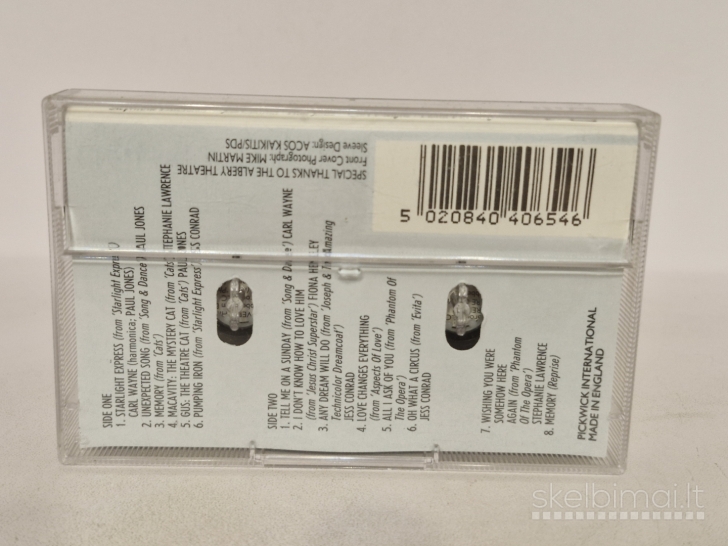 SPECIAL THANKS TO THE ALBERY THEATRE
Front Cover Photograph: MIKE MARTIN
Sleeve Design: ACOS KAIKITIS/PDS
5 020840 406546
SIDE ONE
1. STARLIGHT EXPRESS (from 'Starlight Express')
CARL WAYNE (harmonica; PAUL JONES)
2. UNEXPECTED SONG (from 'Song & Dance') PAUL JONES
3. MEMORY (from 'Cats')
4. MACAVITY: THE MYSTERY CAT (from 'Cats') STEPHANIE LAWRENCE
5. GUS: THE THEATRE CAT (from 'Cats') PAUL JONES
6. PUMPING IRON (from 'Starlight Express') JESS CONRAD
SIDE TWO
1. TELL ME ON A SUNDAY (from 'Song & Dance') CARL WAYNE
2. I DON'T KNOW HOW TO LOVE HIM
(from 'Jesus Christ Superstar') FIONA
3. ANY DREAM WILL DO (from 'Joseph & The Amazing
Technicolor Dreamcoat')
JESS CONRAD
4. LOVE CHANGES EVERYTHING
(from 'Aspects Of Love')
5. ALL I ASK OF YOU (from 'Phantom Of
The Opera')
6. OH WHAT A CIRCUS (from 'Evita')
JESS CONRAD
7. WISHING YOU WERE
SOMEHOW HERE
AGAIN (from 'Phantom
Of The Opera')
STEPHANIE LAWRENCE
8. MEMORY (Reprise)
PICKWICK INTERNATIONAL
MADE IN ENGLAND
skelbimai.lt